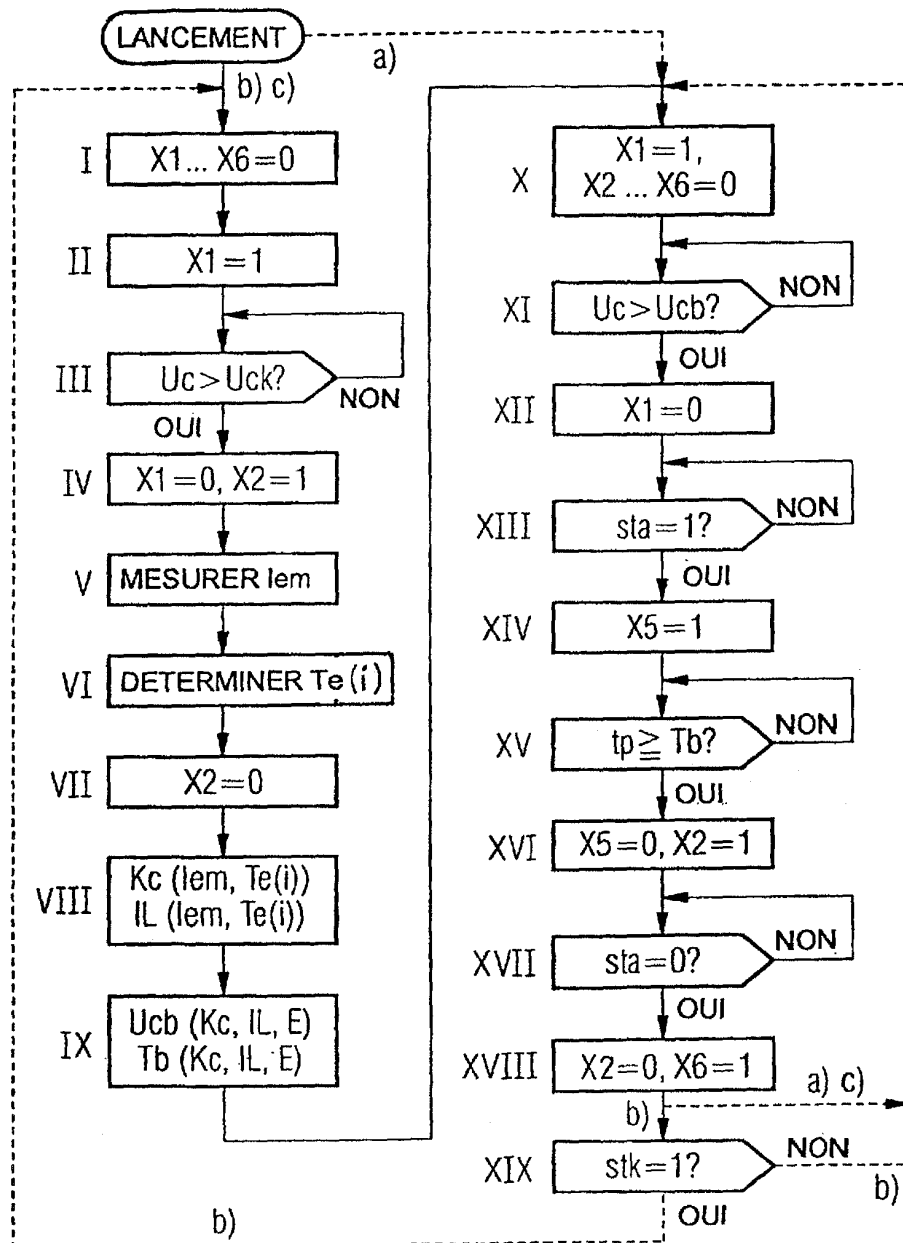 LANCEMENT
a)
b) c)
I
X1... X6=0
II
X1=1
III
Uc>Uck?
NON
OUI
IV
X1=0, X2=1
V
MESURER Iem
VI
DETERMINER Te(i)
VII
X2=0
VIII
Kc (Iem, Te(i))
IL (Iem, Te(i))
IX
Ucb (Kc, IL, E)
Tb (Kc, IL, E)
X
X1=1,
X2 ... X6=0
XI
Uc>Ucb?
NON
OUI
XII
X1=0
XIII
sta=1?
NON
OUI
XIV
X5=1
XV
tp≧Tb?
NON
OUI
XVI
X5=0, X2=1
XVII
sta=0?
NON
OUI
XVIII
X2=0, X6=1
a) c)
b)
XIX
stk=1?
NON
b)
OUI
b)